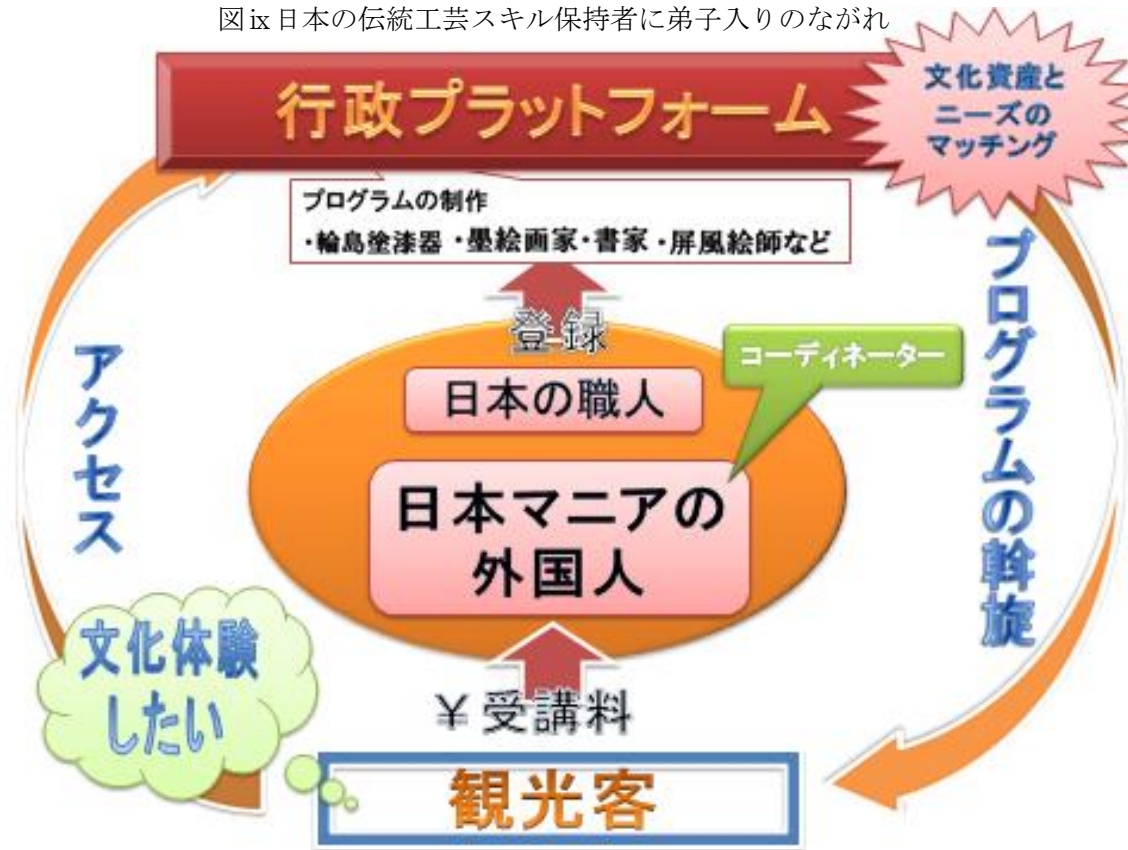 図ⅸ日本の伝統工芸スキル保持者に弟子入りのながれ
行政プラットフォーム
文化資産と
ニーズの
マッチング
プログラムの制作
・輪島塗漆器・墨絵画家・書家・屏風絵師など
登録
コーディネーター
日本の職人
日本マニアの
外国人
アクセス
プログラムの斡旋
文化体験
したい
¥受講料
観光客